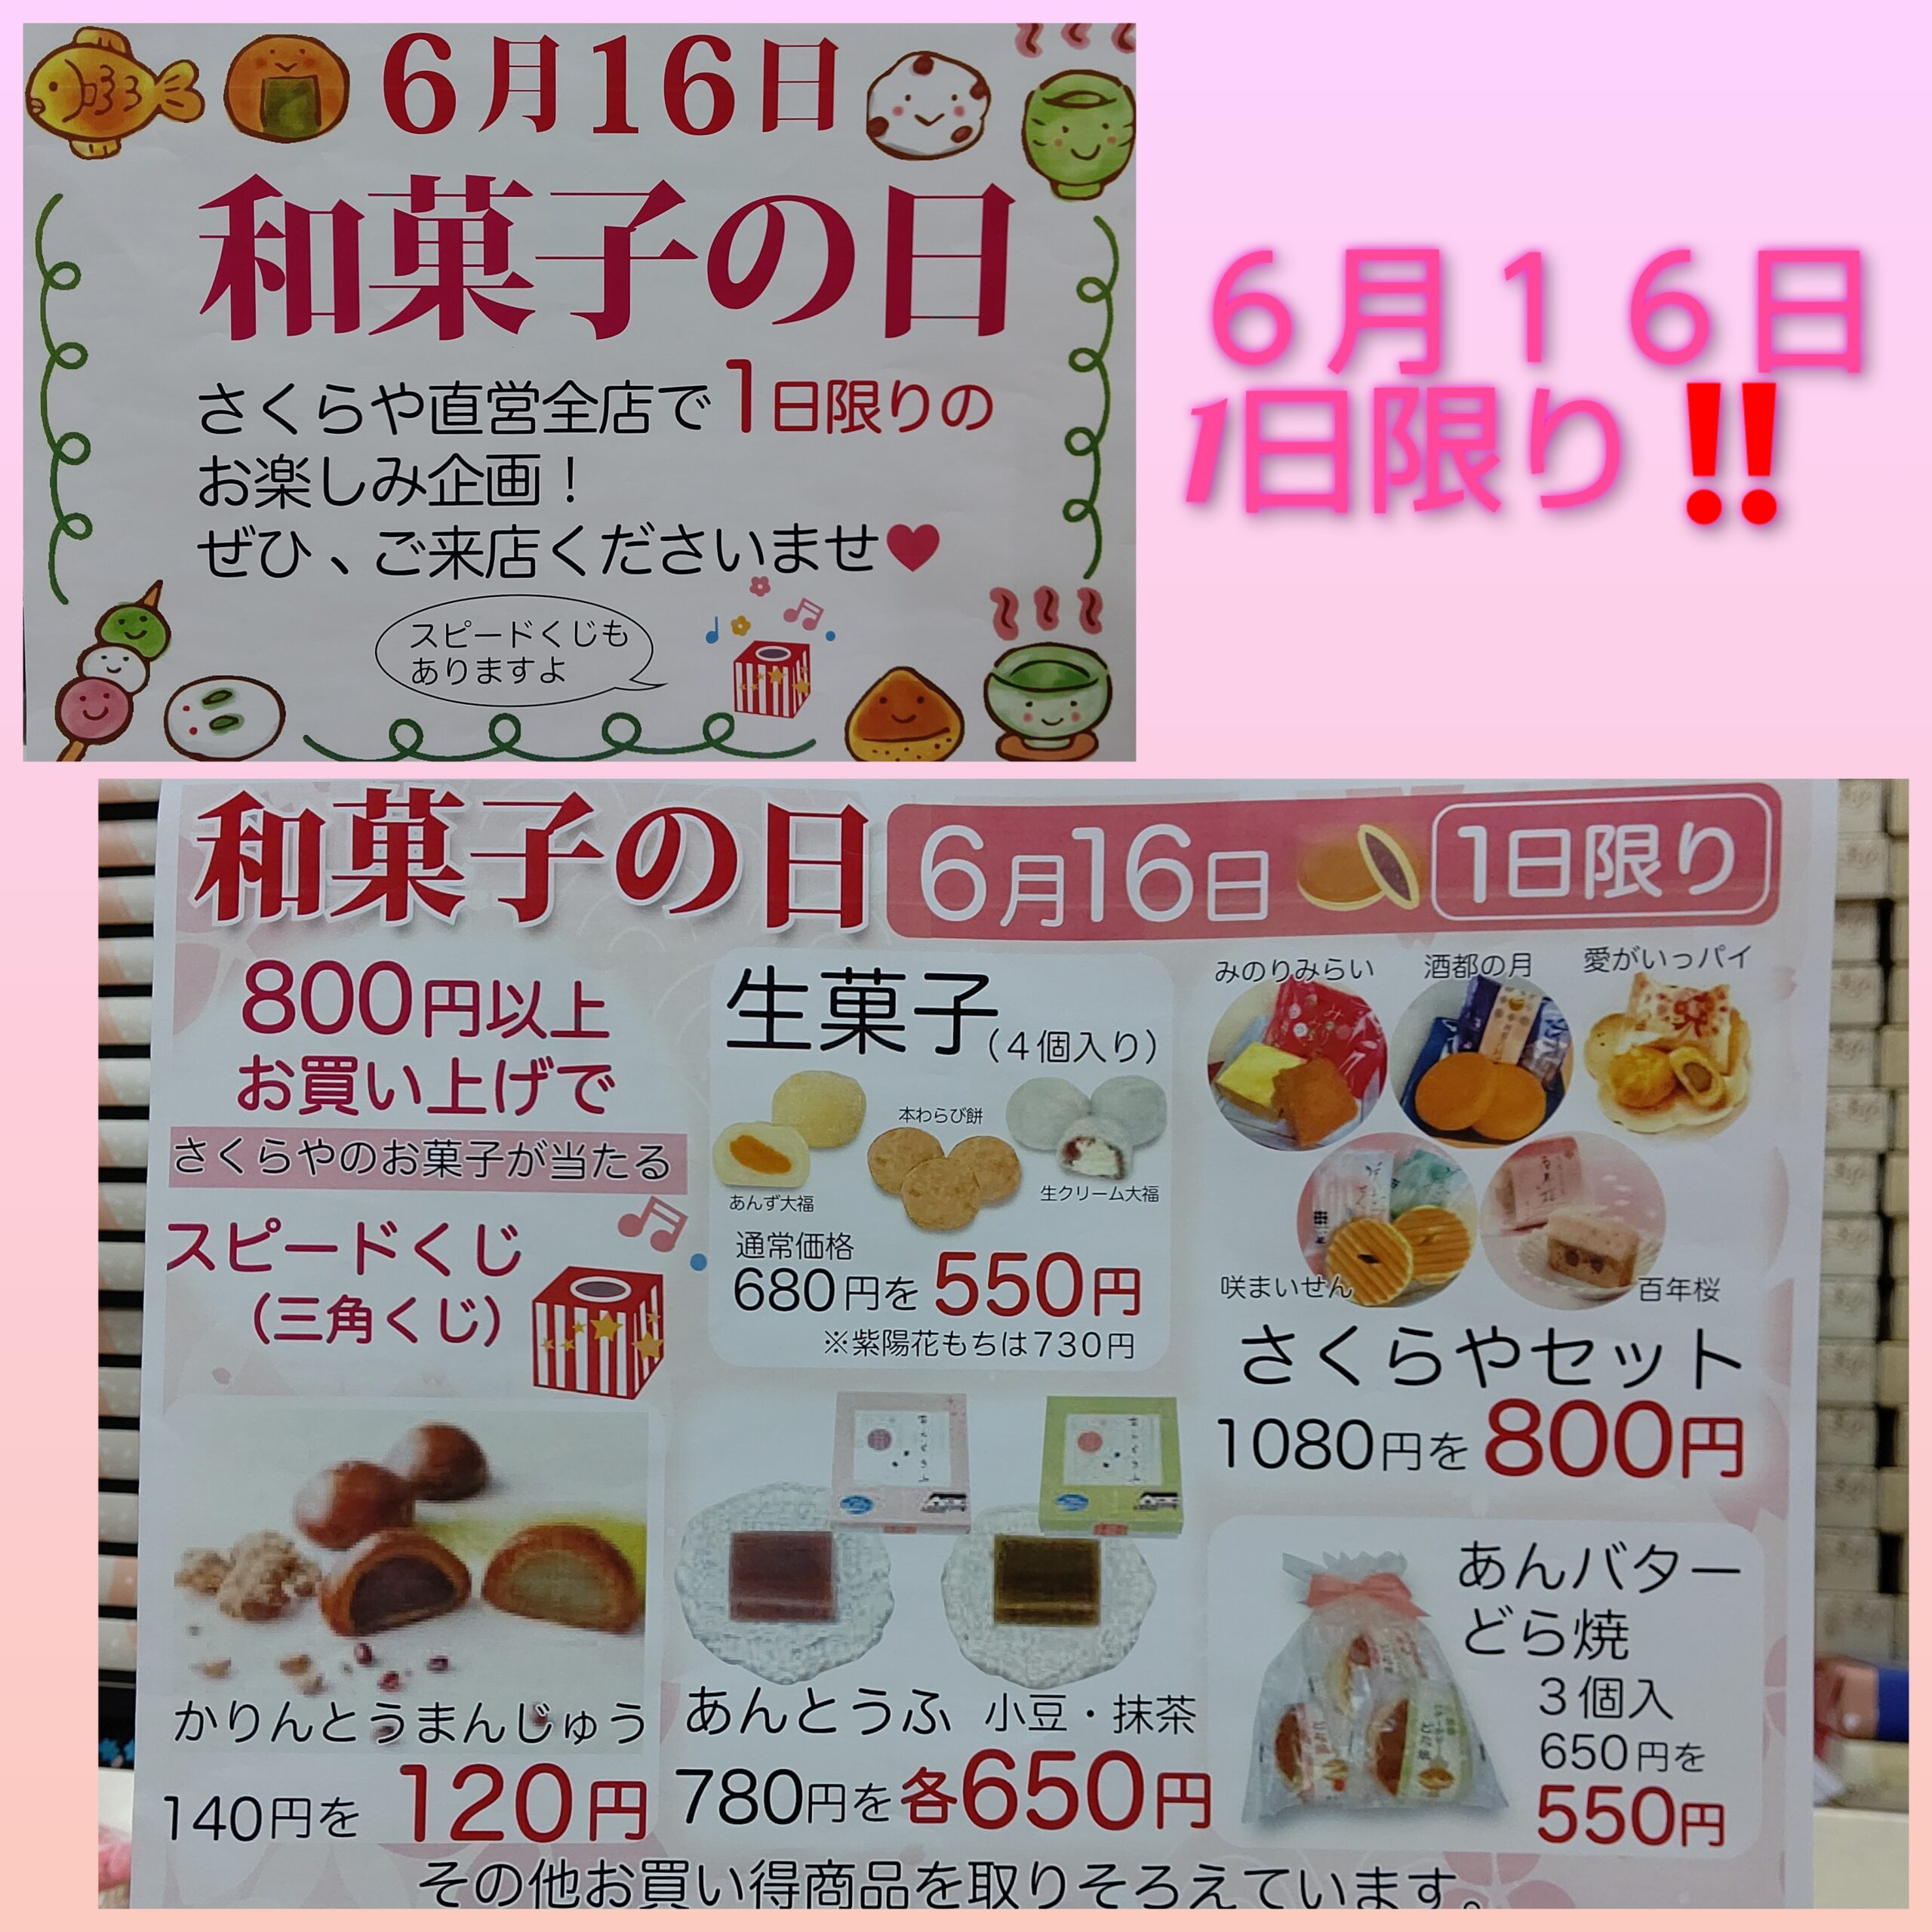 6月16日
和菓子の日
さくらや直営全店で1日限りの
お楽しみ企画！
ぜひ、ご来店くださいませ♥
スピードくじも
ありますよ
６月１６日
1日限り‼
和菓子の日 6月16日 1日限り
800円以上
お買い上げで
さくらやのお菓子が当たる
スピードくじ
（三角くじ）
生菓子（４個入り）
あんず大福
本わらび餅
生クリーム大福
通常価格
680円を550円
※紫陽花もちは730円
みのりみらい
酒都の月
愛がいっパイ
咲まいせん
百年桜
さくらやセット
1080円を800円
かりんとうまんじゅう
140円を120円
あんとうふ 小豆・抹茶
780円を各650円
あんバター
どら焼
３個入
650円を
550円
その他お買い得商品を取りそろえています。